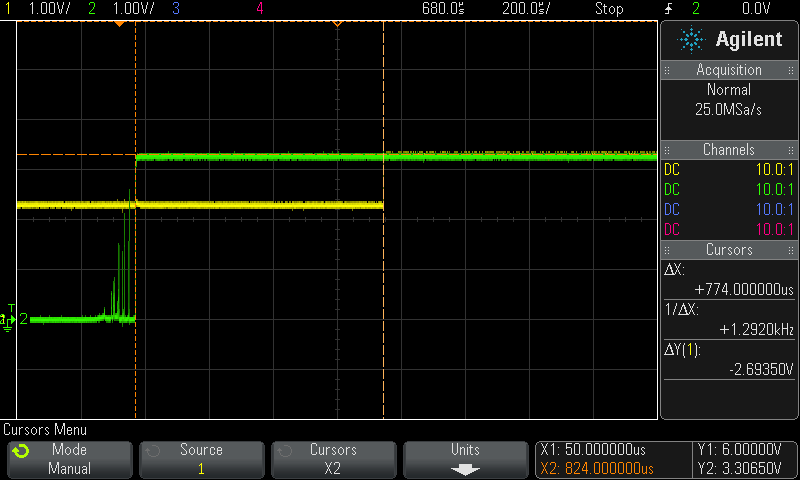 1 1.00V/ 2 1.00V/ 3 4 680.0us 200.0us/ Stop 2 0.0V
Agilent
Acquisition
Normal
25.0MSa/s
Channels
DC 10.0:1
DC 10.0:1
DC 10.0:1
DC 10.0:1
Cursors
ΔX:
+774.000000us
1/ΔX:
+1.2920kHz
ΔY(1):
-2.69350V
T
2
Cursors Menu
Mode
Manual
Source
1
Cursors
X2
Units
X1: 50.000000us
X2: 824.000000us
Y1: 6.00000V
Y2: 3.30650V